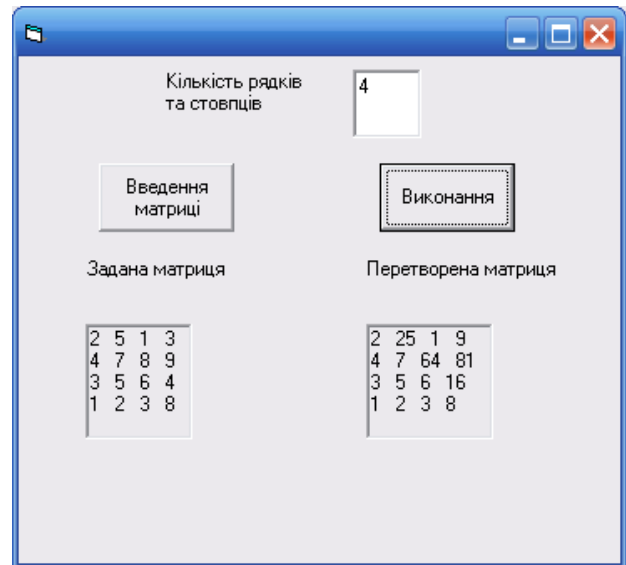 Кількість рядків
та стовпців
4
Введення
матриці
Виконання
Задана матриця
Перетворена матриця
2 5 1 3
4 7 8 9
3 5 6 4
1 2 3 8
2 25 1 9
4 7 64 81
3 5 6 16
1 2 3 8